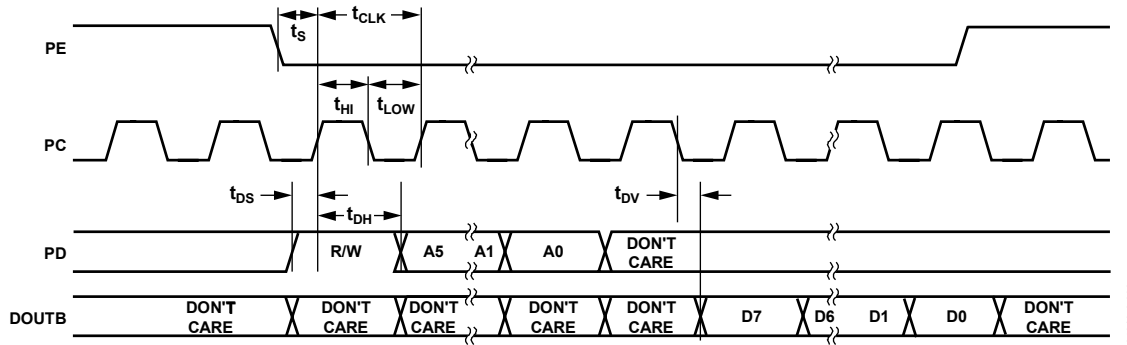 tS
tCLK
PE
tHI
tLOW
PC
tDS
tDH
tDV
PD
R/W
A5
A1
A0
DON'T
CARE
DOUTB
DON'T
CARE
DON'T
CARE
DON'T
CARE
DON'T
CARE
DON'T
CARE
D7
D6
D1
D0
DON'T
CARE